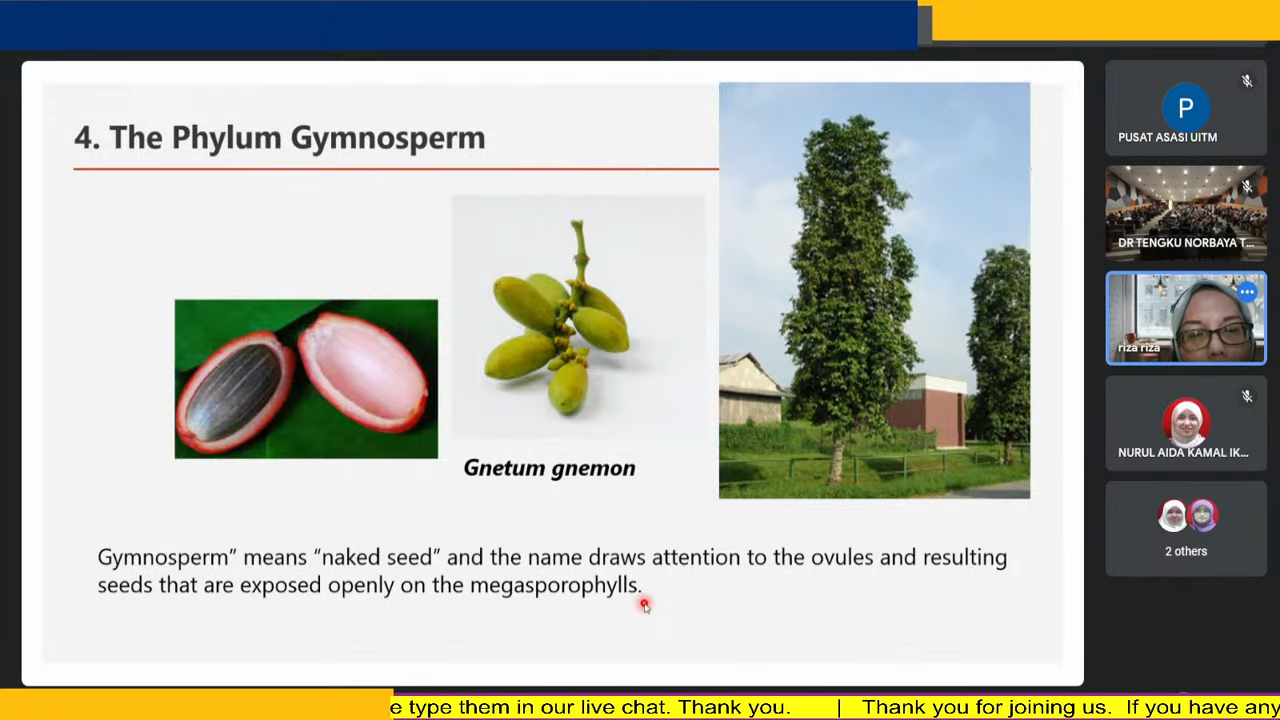 4. The Phylum Gymnosperm
Gnetum gnemon
Gymnosperm” means “naked seed” and the name draws attention to the ovules and resulting
seeds that are exposed openly on the megasporophylls.
P
PUSAT ASASI UITM
DR TENGKU NORBAYA T...
riza riza
NURUL AIDA KAMAL IK...
2 others
e type them in our live chat. Thank you. | Thank you for joining us. If you have any